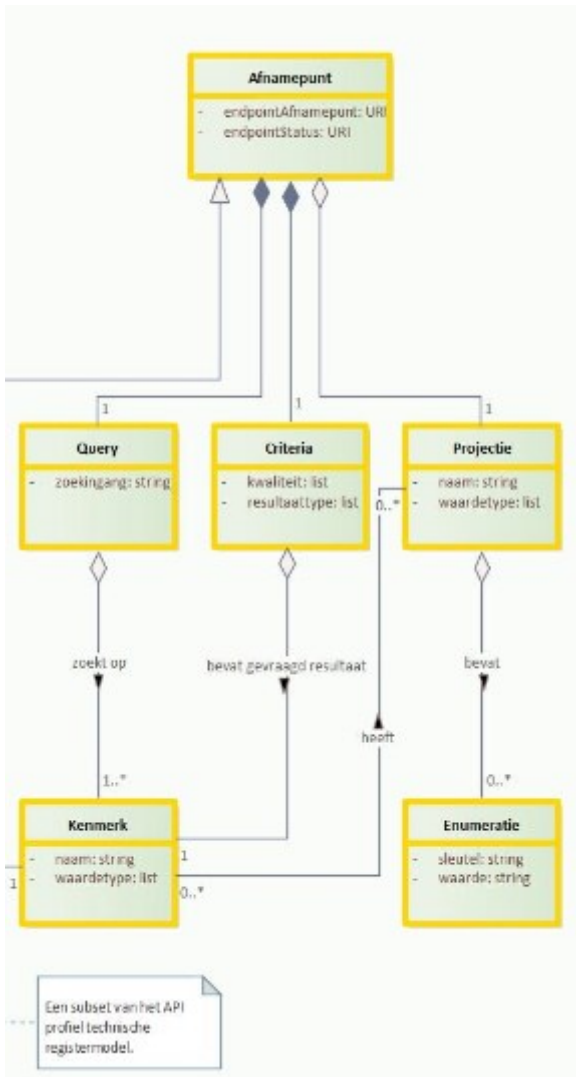 Afnamepunt
- endpointAfnamepunt: URI
- endpointStatus: URI
1
1
1
Query
- zoekingang: string
Criteria
- kwaliteit: list
- resultaattype: list
Projectie
- naam: string
- waardetype: list
0..*
zoekt op
bevat gevraagd resultaat
bevat
heeft
1..*
0..*
Kenmerk
- naam: string
- waardetype: list
1
1
0..*
Enumeratie
- sleutel: string
- waarde: string
Een subset van het API
profiel technische
registermodel.